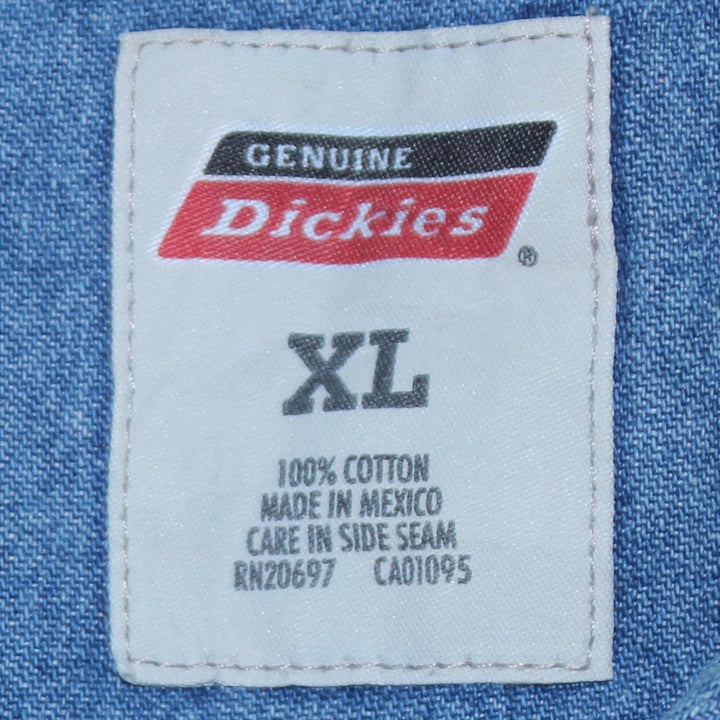 GENUINE
Dickies
®
XL
100% COTTON
MADE IN MEXICO
CARE IN SIDE SEAM
RN20697 CA01095